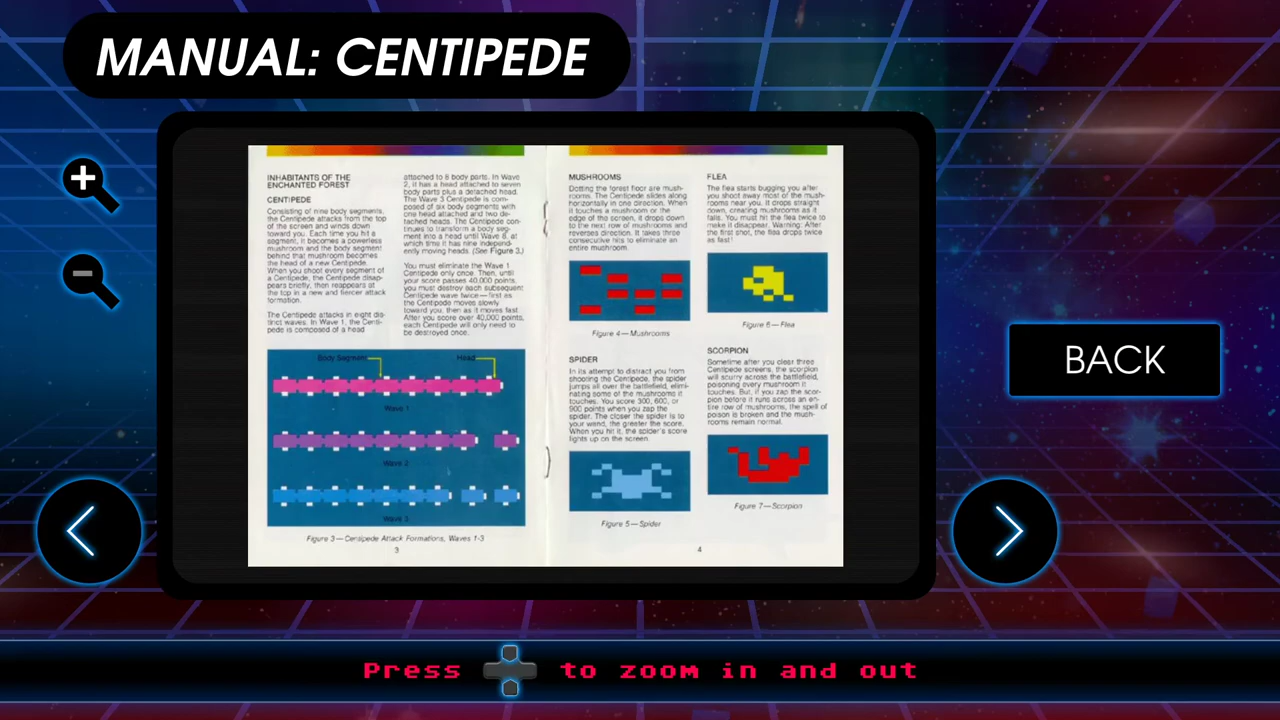 MANUAL: CENTIPEDE
INHABITANTS OF THE
ENCHANTED FOREST
CENTIPEDE
Consisting of nine body segments,
the Centipede attacks from the top
of the screen and winds down
toward you. Each time you hit a
segment, it becomes a powerless
mushroom and the body segment
behind that mushroom becomes
the head of a new Centipede.
When you shoot every segment of
a Centipede, the Centipede disap-
pears briefly, then reappears at
the top in a new and fiercer attack
formation.
The Centipede attacks in eight dis-
tinct waves. In Wave 1, the Centi-
pede is composed of a head
attached to 8 body parts. In Wave
2, it has a head attached to seven
body parts plus a detached head.
The Wave 3 Centipede is com-
posed of six body segments with
one head attached and two de-
tached heads. The Centipede con-
tinues to transform a body seg-
ment into a head until Wave 8, at
which time it has nine independ-
ently moving heads. (See Figure 3.)
You must eliminate the Wave 1
Centipede only once. Then, until
your score passes 40,000 points,
you must destroy each subsequent
Centipede wave twice—first as
the Centipede moves slowly
toward you, then as it moves fast.
After you score over 40,000 points,
each Centipede will only need to
be destroyed once.
Body Segment
Head
Wave 1
Wave 2
Wave 3
Figure 3—Centipede Attack Formations, Waves 1-3
3
MUSHROOMS
Dotting the forest floor are mush-
rooms. The Centipede slides along
horizontally in one direction. When
it touches a mushroom or the
edge of the screen, it drops down
to the next row of mushrooms and
reverses direction. It takes three
consecutive hits to eliminate an
entire mushroom.
Figure 4—Mushrooms
SPIDER
In its attempt to distract you from
shooting the Centipede, the spider
jumps all over the battlefield, elimi-
nating some of the mushrooms it
touches. You score 300, 600, or
900 points when you zap the
spider. The closer the spider is to
your wand, the greater the score.
When you hit it, the spider's score
lights up on the screen.
Figure 5—Spider
FLEA
The flea starts bugging you after
you shoot away most of the mush-
rooms near you. It drops straight
down, creating mushrooms as it
falls. You must hit the flea twice to
make it disappear. Warning: After
the first shot, the flea drops twice
as fast!
Figure 6—Flea
SCORPION
Sometime after you clear three
Centipede screens, the scorpion
will scurry across the battlefield,
poisoning every mushroom it
touches. But, if you zap the scor-
pion before it runs across an en-
tire row of mushrooms, the spell of
poison is broken and the mush-
rooms remain normal.
Figure 7—Scorpion
4
BACK
Press to zoom in and out